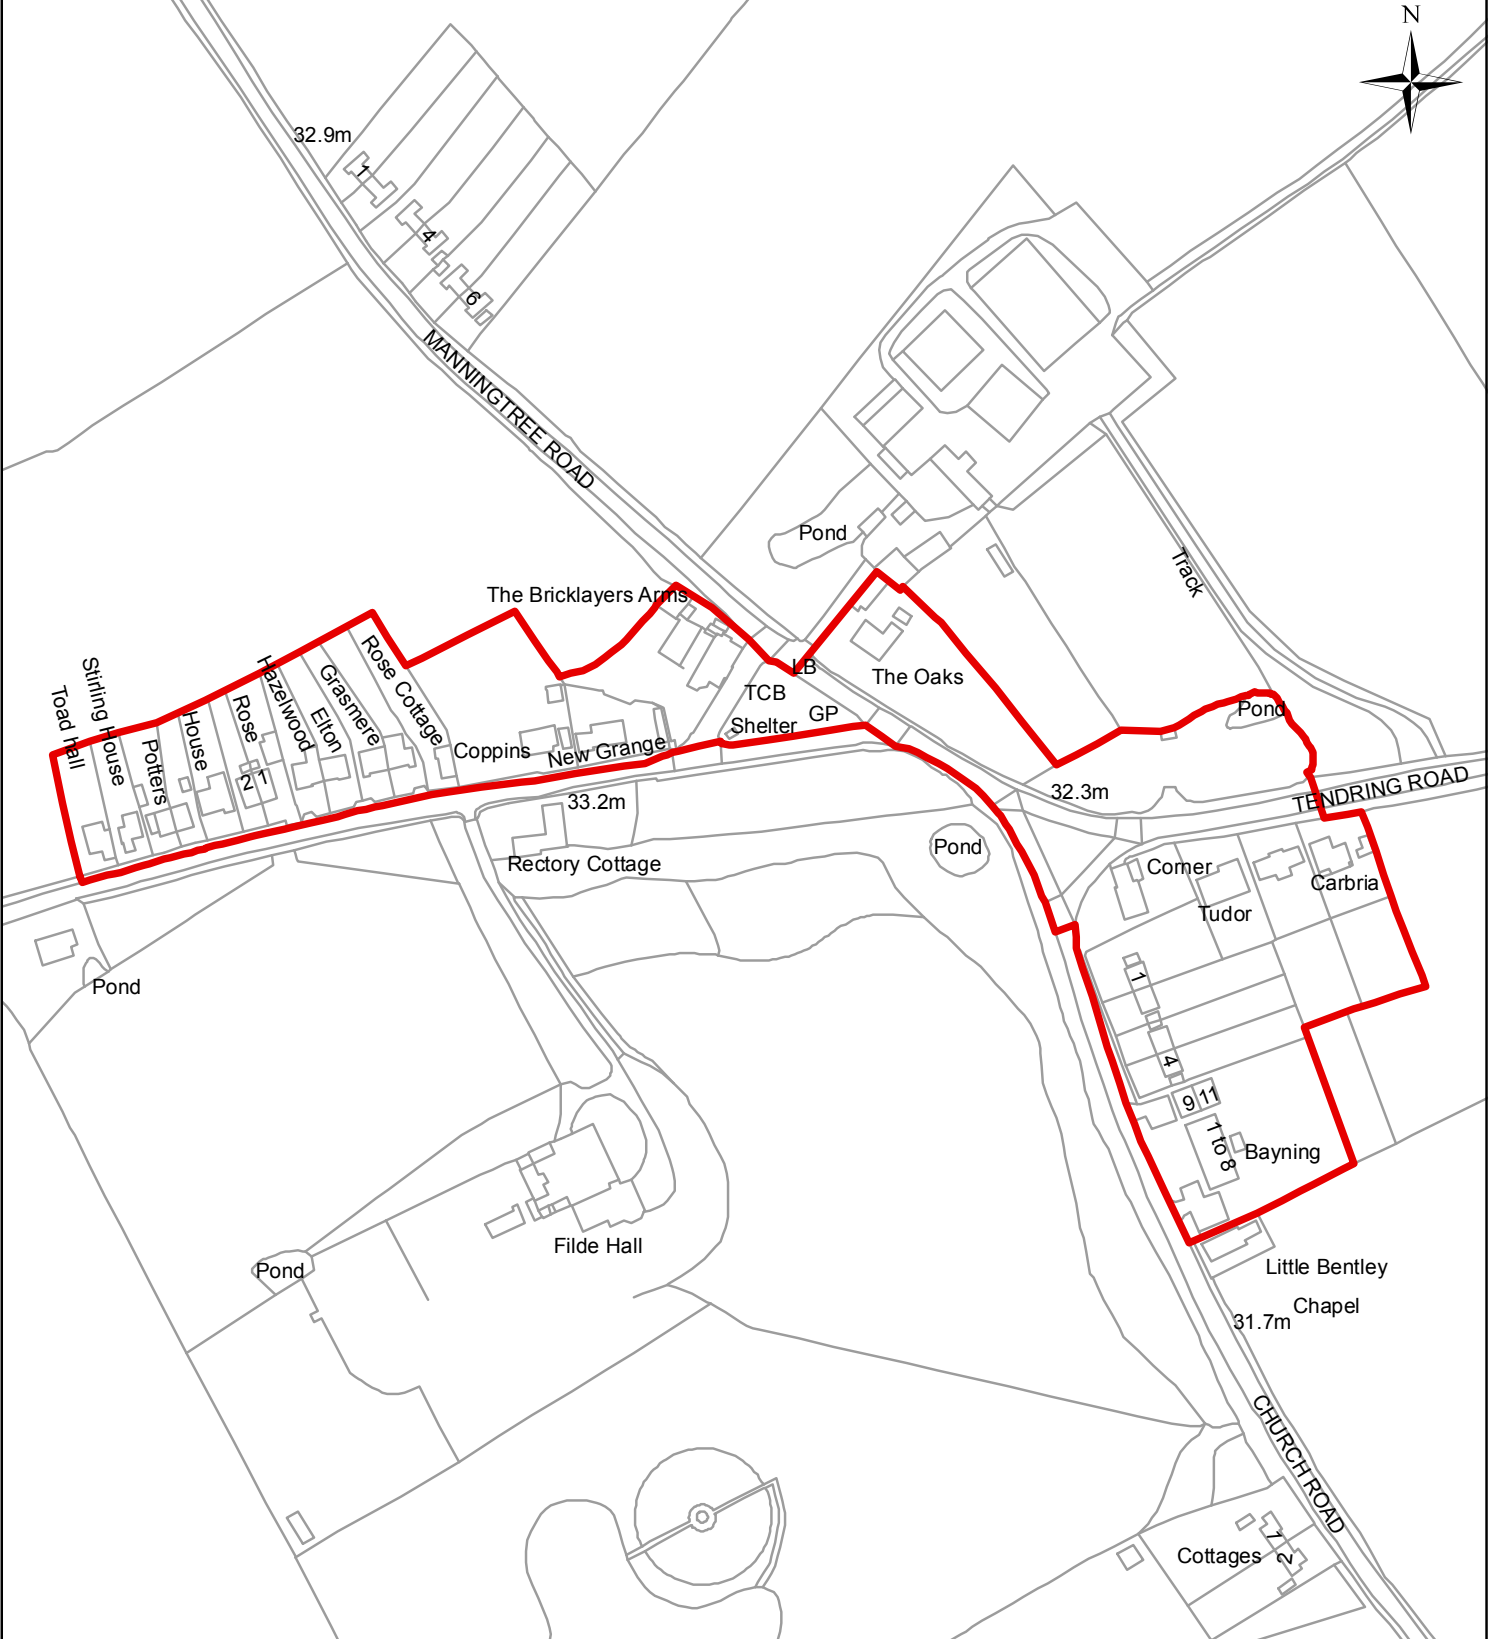 N
32.9m
1
4
6
MANNINGTREE ROAD
Pond
Track
The Bricklayers Arms
LB
TCB
GP
Shelter
The Oaks
Pond
Toad hall
Stirling House
Potters
House
Rose
2 1
Hazelwood
Elton
Grasmere
Rose Cottage
Coppins
New Grange
33.2m
32.3m
TENDRING ROAD
Rectory Cottage
Pond
Corner
Tudor
Carbria
Pond
1
4
9 11
1 to 8
Bayning
Filde Hall
Pond
Little Bentley
Chapel
31.7m
CHURCH ROAD
Cottages
1
2